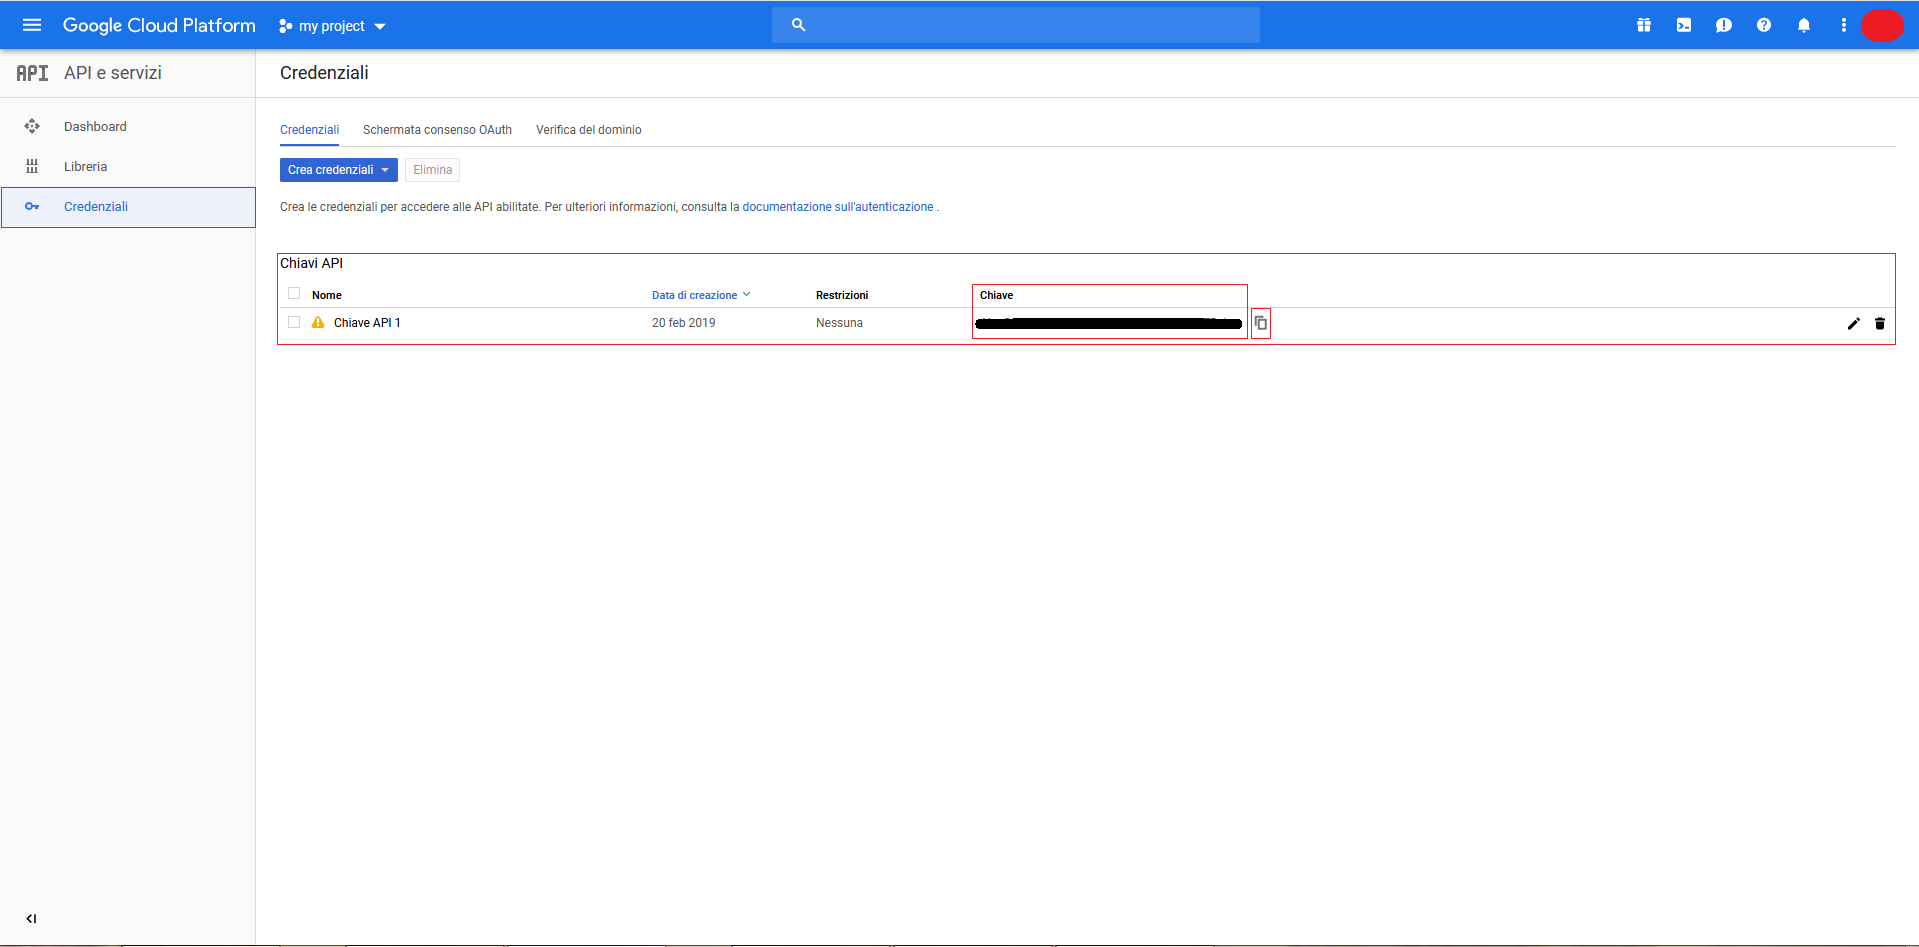 Google Cloud Platform
my project
API
API e servizi
Credenziali
Dashboard
Libreria
Credenziali
Credenziali
Schermata consenso OAuth
Verifica del dominio
Crea credenziali
Elimina
Crea le credenziali per accedere alle API abilitate. Per ulteriori informazioni, consulta la documentazione sull'autenticazione .
Chiavi API
Nome
Data di creazione
Restrizioni
Chiave
Chiave API 1
20 feb 2019
Nessuna